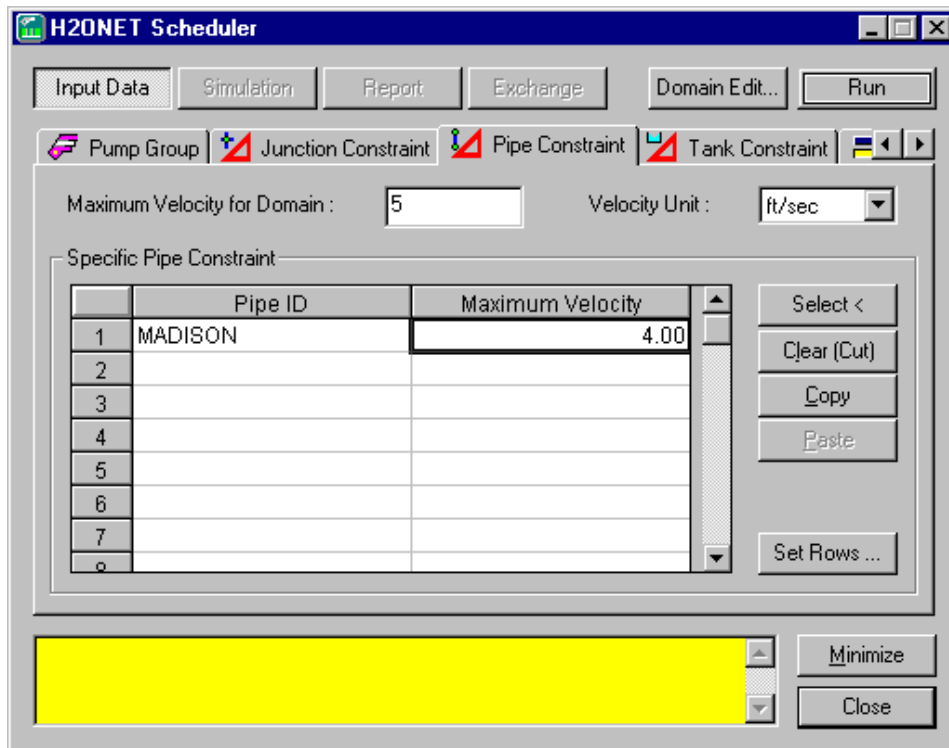 H2ONET Scheduler
Input Data Simulation Report Exchange Domain Edit... Run
Pump Group Junction Constraint Pipe Constraint Tank Constraint
Maximum Velocity for Domain : 5 Velocity Unit : ft/sec
Specific Pipe Constraint
Pipe ID Maximum Velocity Select <
1 MADISON 4.00
Clear (Cut)
2
3 Copy
4 Paste
5
6
7 Set Rows ...
8
Minimize
Close